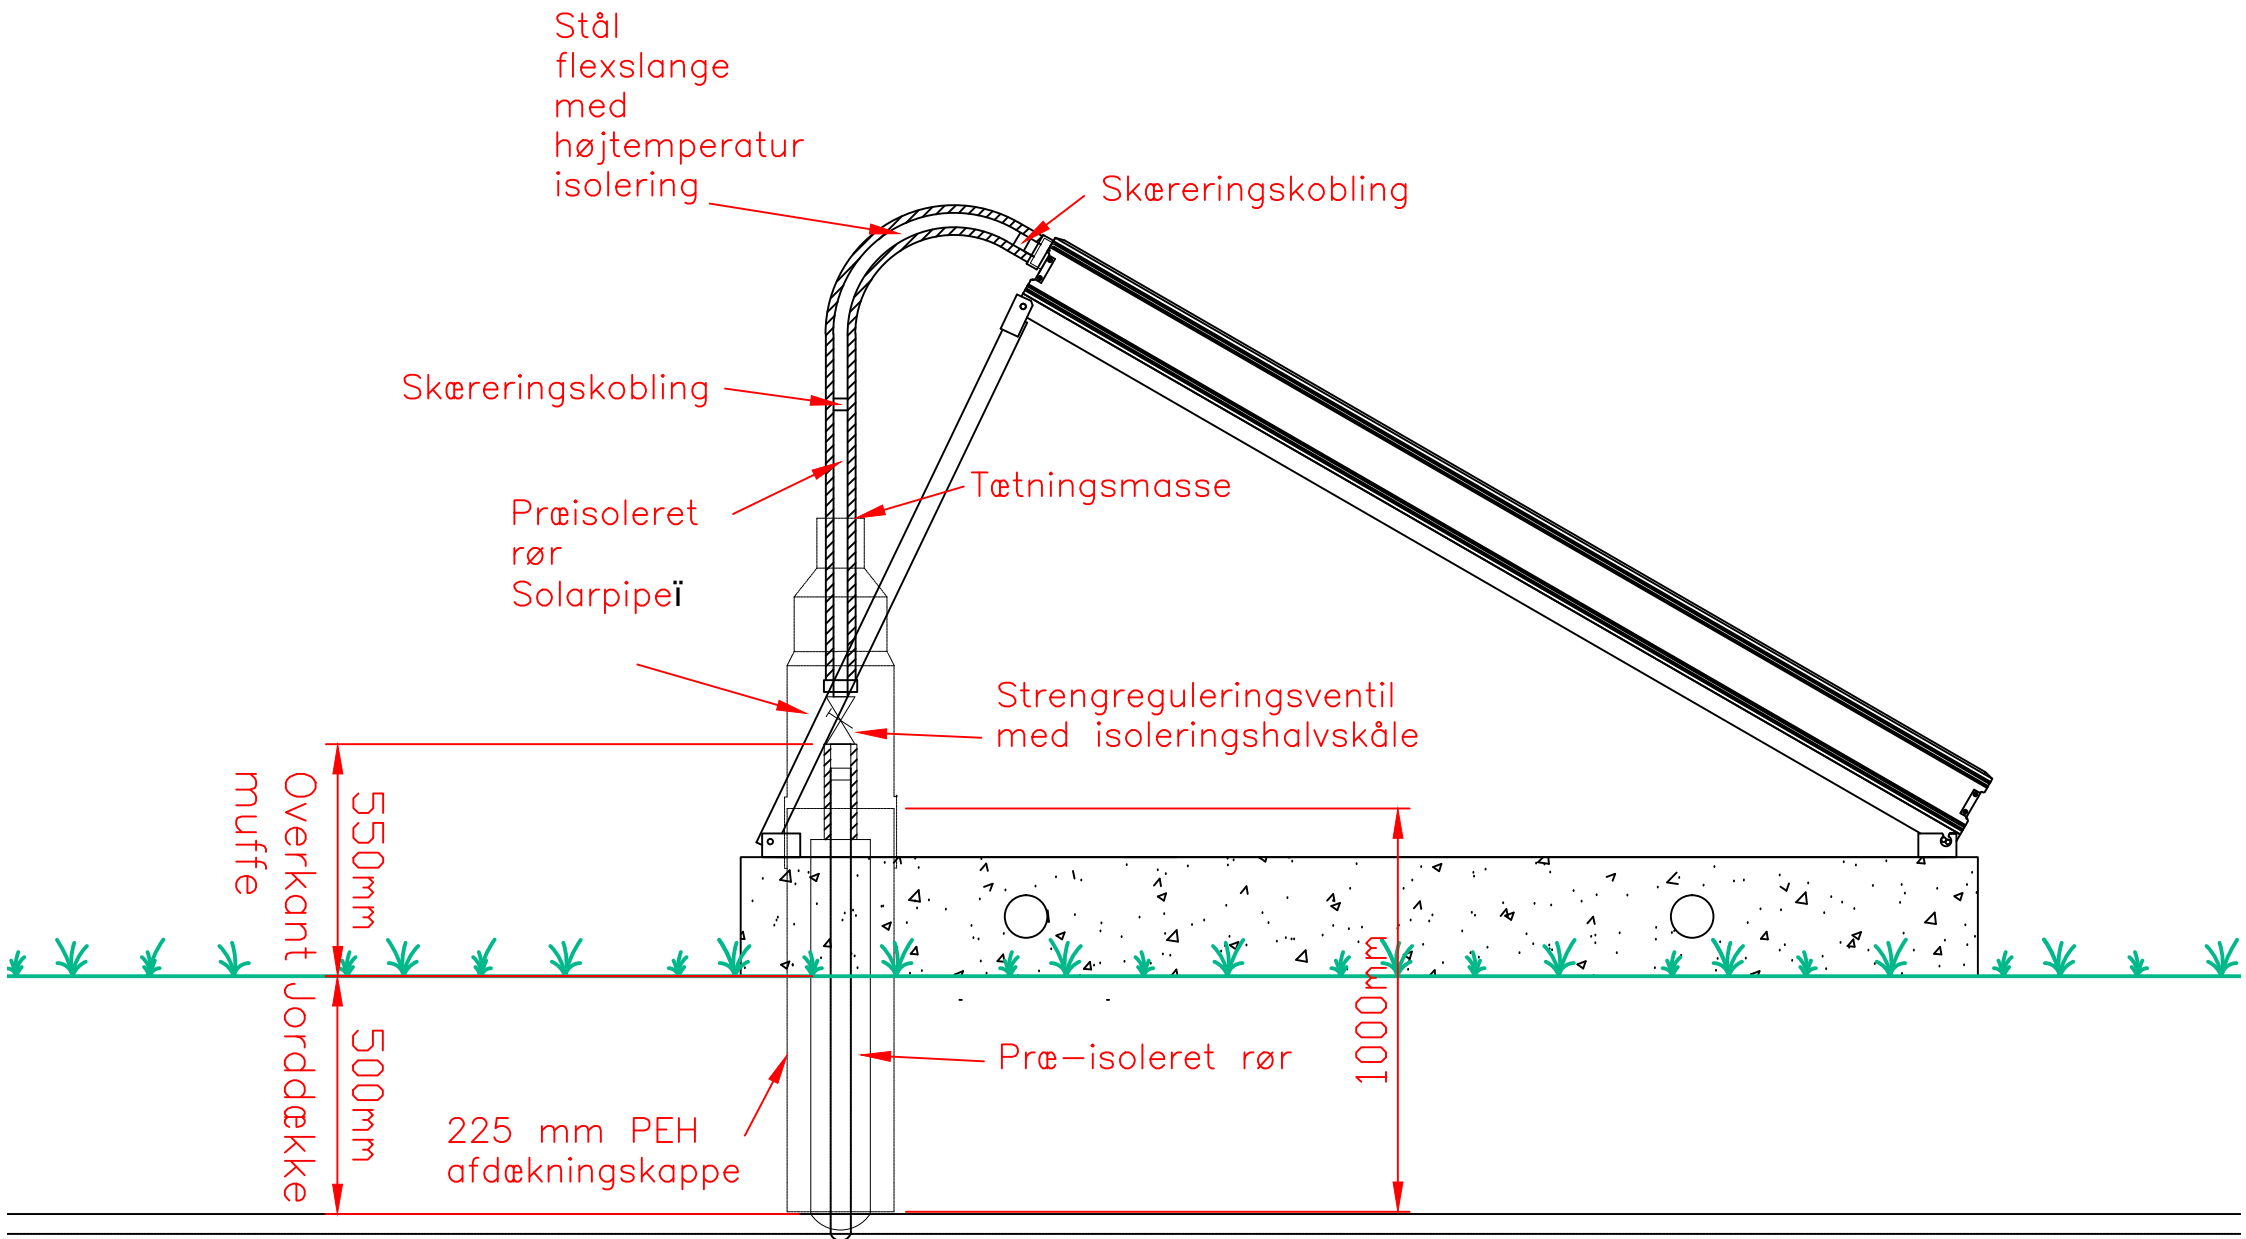 Stål
flexslange
med
højtemperatur
isolering
Skæreringskobling
Skæreringskobling
Tætningsmasse
Præisoleret
rør
Solarpipeï
Strengreguleringsventil
med isoleringshalvskåle
550mm
Overkant
muffe
1000mm
500mm
Jorddække
Præ-isoleret rør
225 mm PEH
afdækningskappe